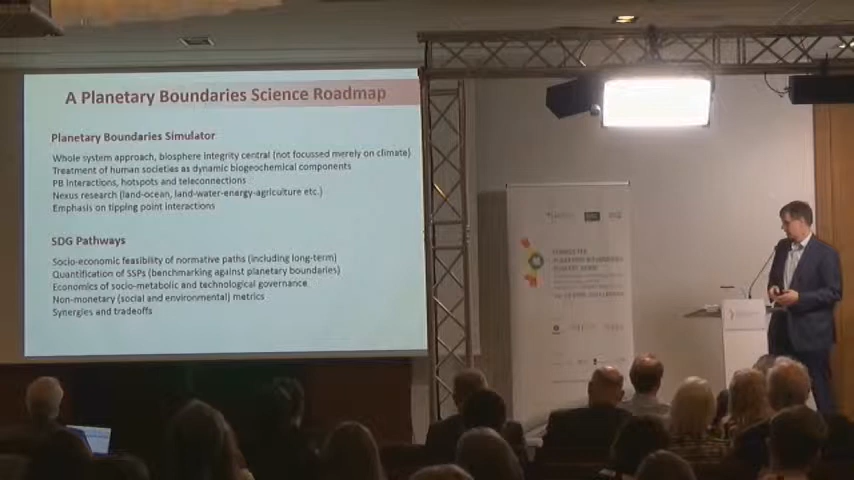 A Planetary Boundaries Science Roadmap
Planetary Boundaries Simulator
Whole system approach, biosphere integrity central (not focussed merely on climate)
Treatment of human societies as dynamic biogeochemical components
PB interactions, hotspots and teleconnections
Nexus research (land-ocean, land-water-energy-agriculture etc.)
Emphasis on tipping point interactions
SDG Pathways
Socio-economic feasibility of normative paths (including long-term)
Quantification of SSPs (benchmarking against planetary boundaries)
Economics of socio-metabolic and technological governance
Non-monetary (social and environmental) metrics
Synergies and tradeoffs